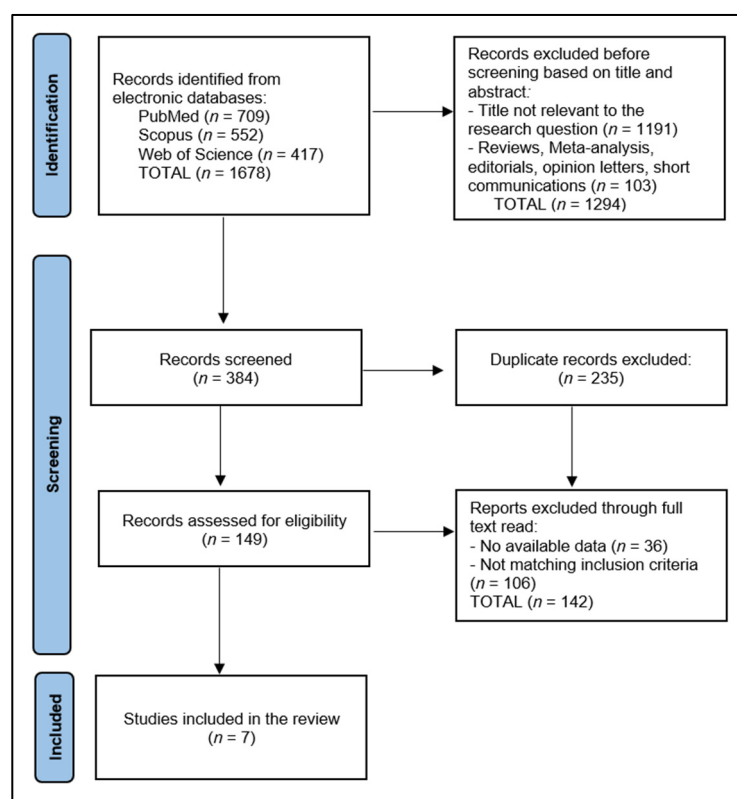 Identification
Records identified from
electronic databases:
PubMed (n = 709)
Scopus (n = 552)
Web of Science (n = 417)
TOTAL (n = 1678)
Records excluded before
screening based on title and
abstract:
- Title not relevant to the
research question (n = 1191)
- Reviews, Meta-analysis,
editorials, opinion letters, short
communications (n = 103)
TOTAL (n = 1294)
Screening
Records screened
(n = 384)
Duplicate records excluded:
(n = 235)
Records assessed for eligibility
(n = 149)
Reports excluded through full
text read:
- No available data (n = 36)
- Not matching inclusion criteria
(n = 106)
TOTAL (n = 142)
Included
Studies included in the review
(n = 7)